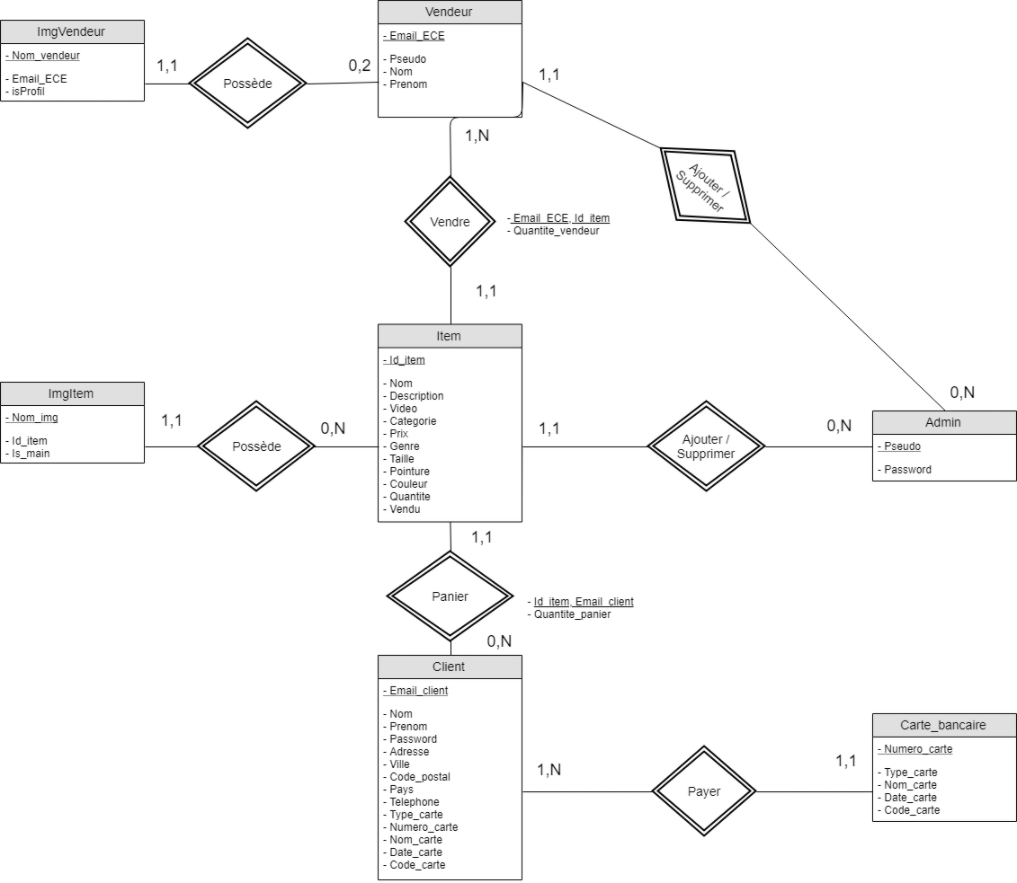 Vendeur
- Email_ECE
- Pseudo
- Nom
- Prenom
ImgVendeur
- Nom_vendeur
- Email_ECE
- isProfil
1,1
Possède
0,2
1,1
1,N
Ajouter /
Supprimer
Vendre
- Email_ECE, Id_item
- Quantite_vendeur
1,1
Item
- Id_item
- Nom
- Description
- Video
- Categorie
- Prix
- Genre
- Taille
- Pointure
- Couleur
- Quantite
- Vendu
ImgItem
- Nom_img
- Id_item
- Is_main
1,1
Possède
0,N
1,1
Ajouter /
Supprimer
0,N
0,N
Admin
- Pseudo
- Password
1,1
Panier
- Id_item, Email_client
- Quantite_panier
0,N
Client
- Email_client
- Nom
- Prenom
- Password
- Adresse
- Ville
- Code_postal
- Pays
- Telephone
- Type_carte
- Numero_carte
- Nom_carte
- Date_carte
- Code_carte
1,N
Payer
1,1
Carte_bancaire
- Numero_carte
- Type_carte
- Nom_carte
- Date_carte
- Code_carte